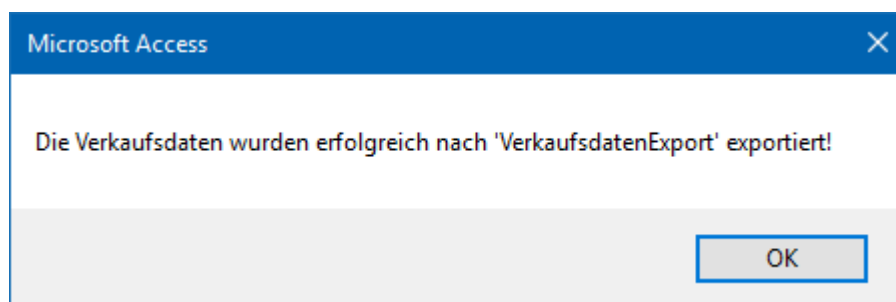 Microsoft Access
Die Verkaufsdaten wurden erfolgreich nach 'VerkaufsdatenExport' exportiert!
OK